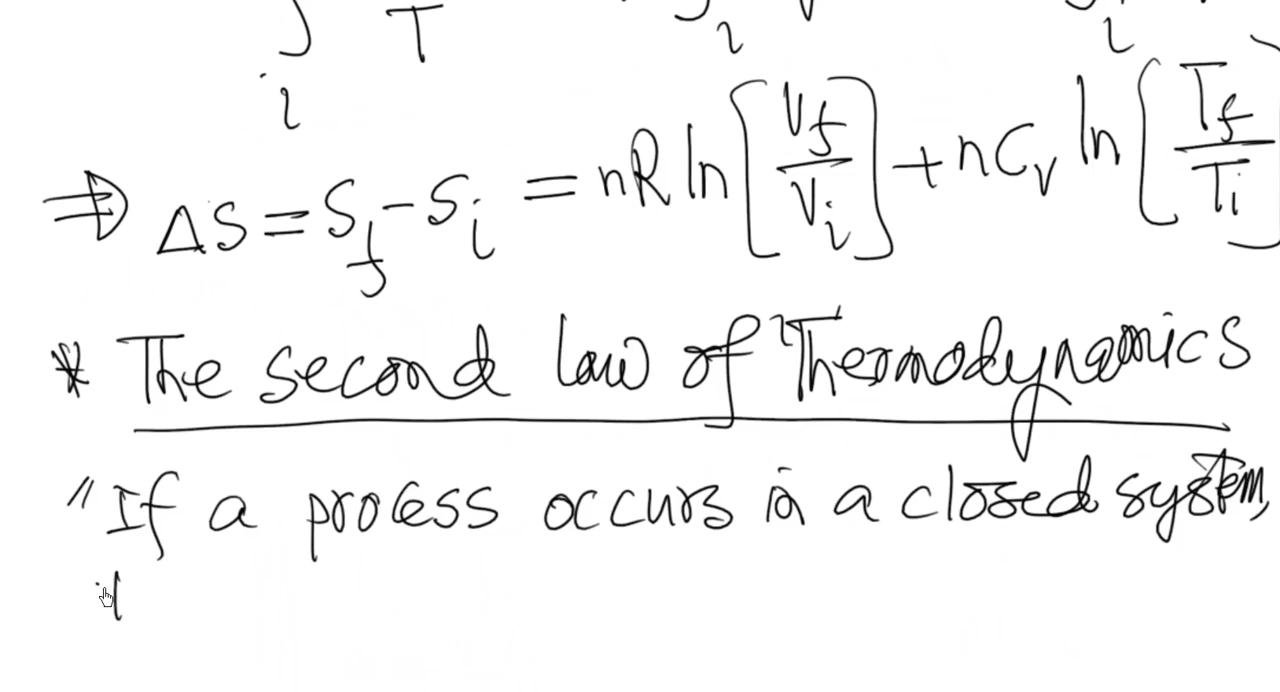 ∫ T ∫ V ∫
i i i
⇒ ΔS = S_f - S_i = nR ln [V_f / V_i] + nC_v ln [T_f / T_i]
* The second law of Thermodynamics
"If a process occurs in a closed system,